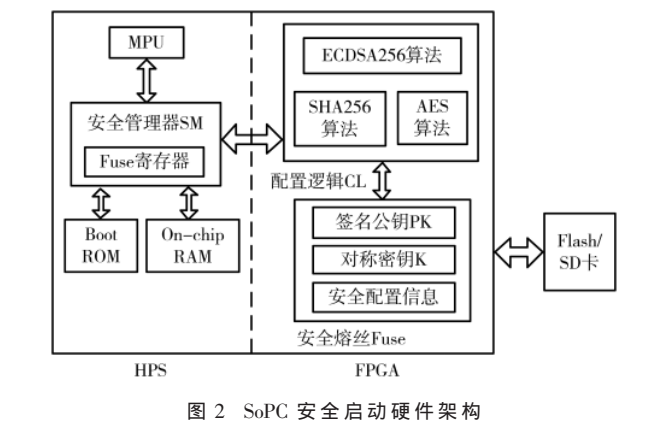 MPU
安全管理器SM
Fuse寄存器
Boot
ROM
On-chip
RAM
HPS
ECDSA256算法
SHA256
算法
AES
算法
配置逻辑CL
签名公钥PK
对称密钥K
安全配置信息
安全熔丝Fuse
FPGA
Flash/
SD卡
图 2 SoPC 安全启动硬件架构